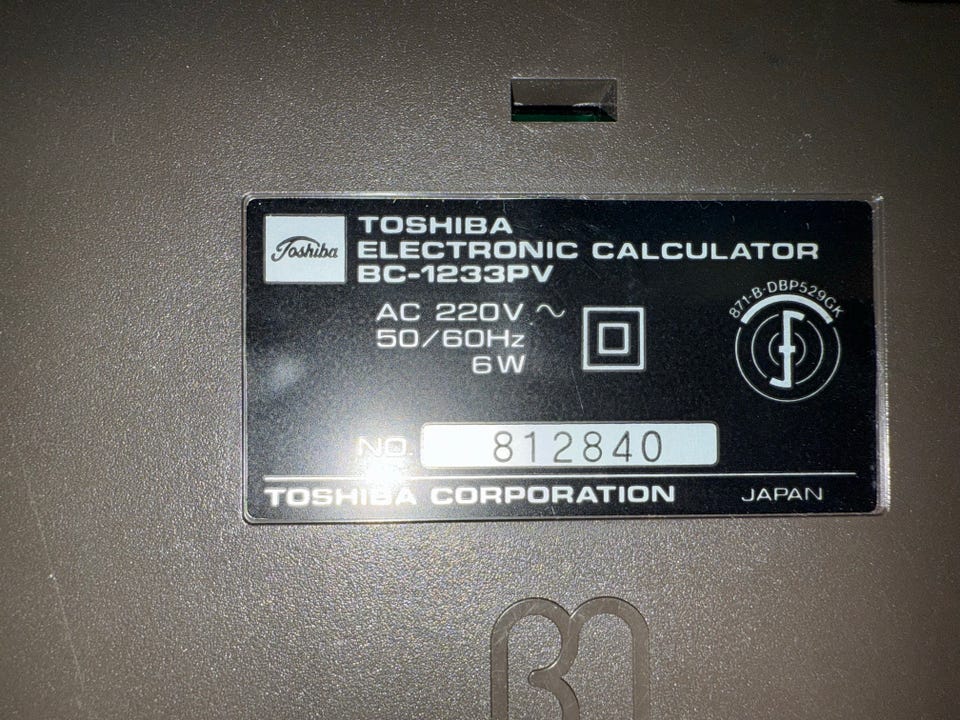 Toshiba
TOSHIBA
ELECTRONIC CALCULATOR
BC-1233PV
AC 220V ~
50/60Hz
6W
871-B-DBP529GK
NO. 812840
TOSHIBA CORPORATION JAPAN